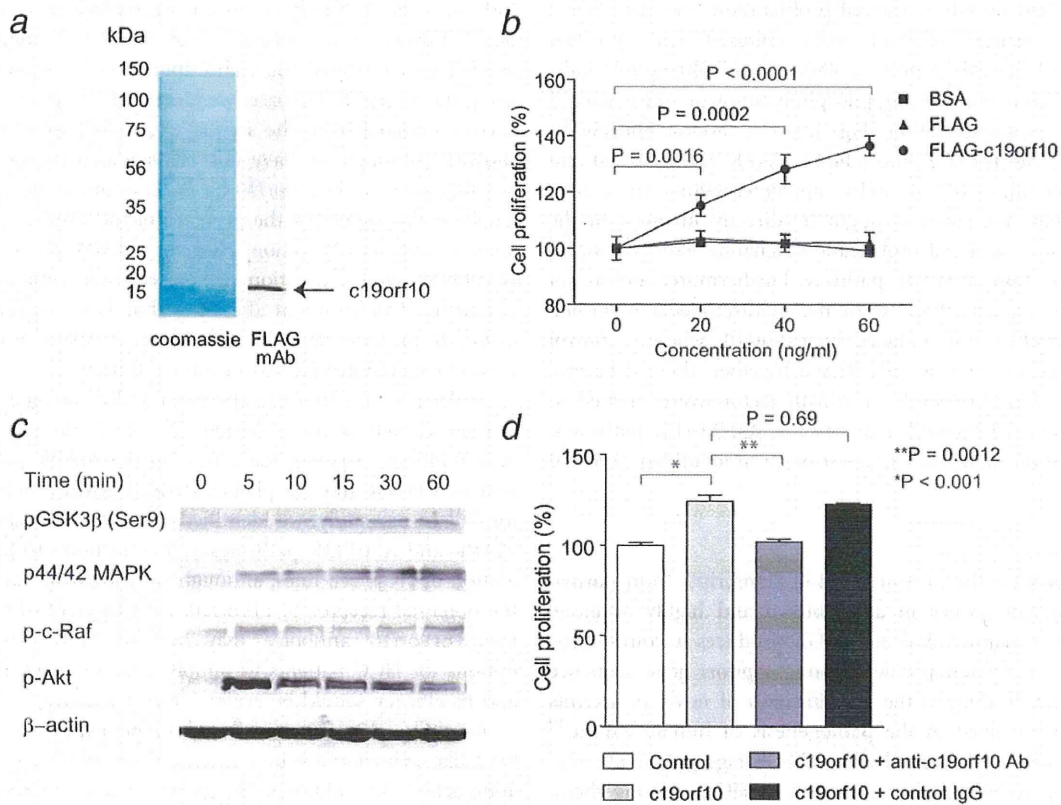 a
kDa
150
100
75
56
35
25
20
15
c19orf10
coomassie
FLAG
mAb
b
P < 0.0001
P = 0.0002
P = 0.0016
BSA
FLAG
FLAG-c19orf10
Cell proliferation (%)
160
140
120
100
80
0 20 40 60
Concentration (ng/ml)
c
Time (min) 0 5 10 15 30 60
pGSK3β (Ser9)
p44/42 MAPK
p-c-Raf
p-Akt
β-actin
d
P = 0.69
**
*
**P = 0.0012
*P < 0.001
Cell proliferation (%)
150
100
50
0
Control
c19orf10
c19orf10 + anti-c19orf10 Ab
c19orf10 + control IgG